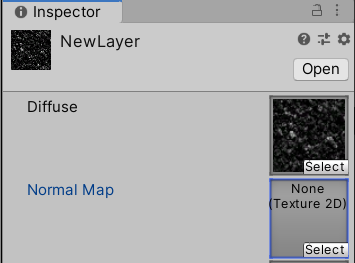 Inspector
NewLayer
Open
Diffuse
Select
Normal Map
None
(Texture 2D)
Select